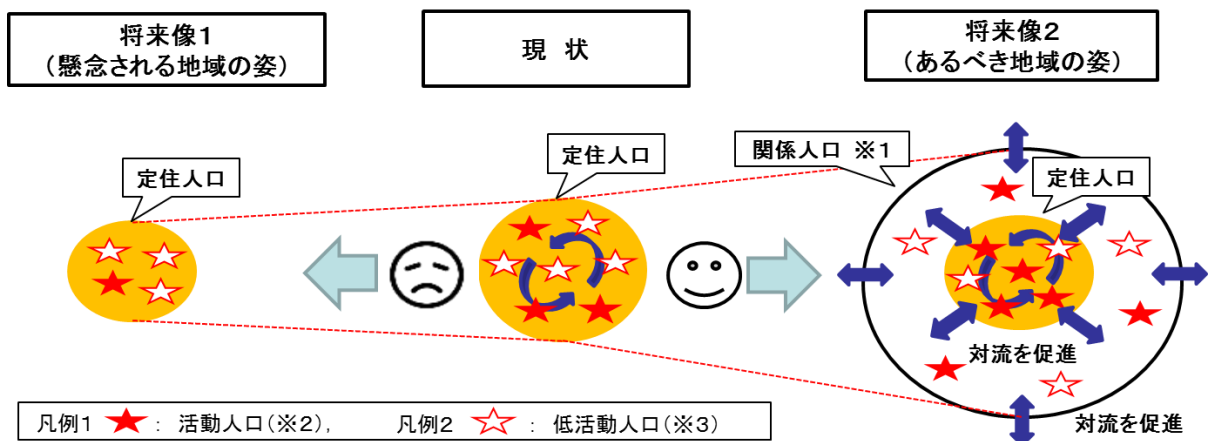 将来像1
(懸念される地域の姿)
現 状
将来像2
(あるべき地域の姿)
定住人口
定住人口
関係人口 ※1
定住人口
対流を促進
対流を促進
凡例1 ★ : 活動人口(※2), 凡例2 ☆ : 低活動人口(※3)